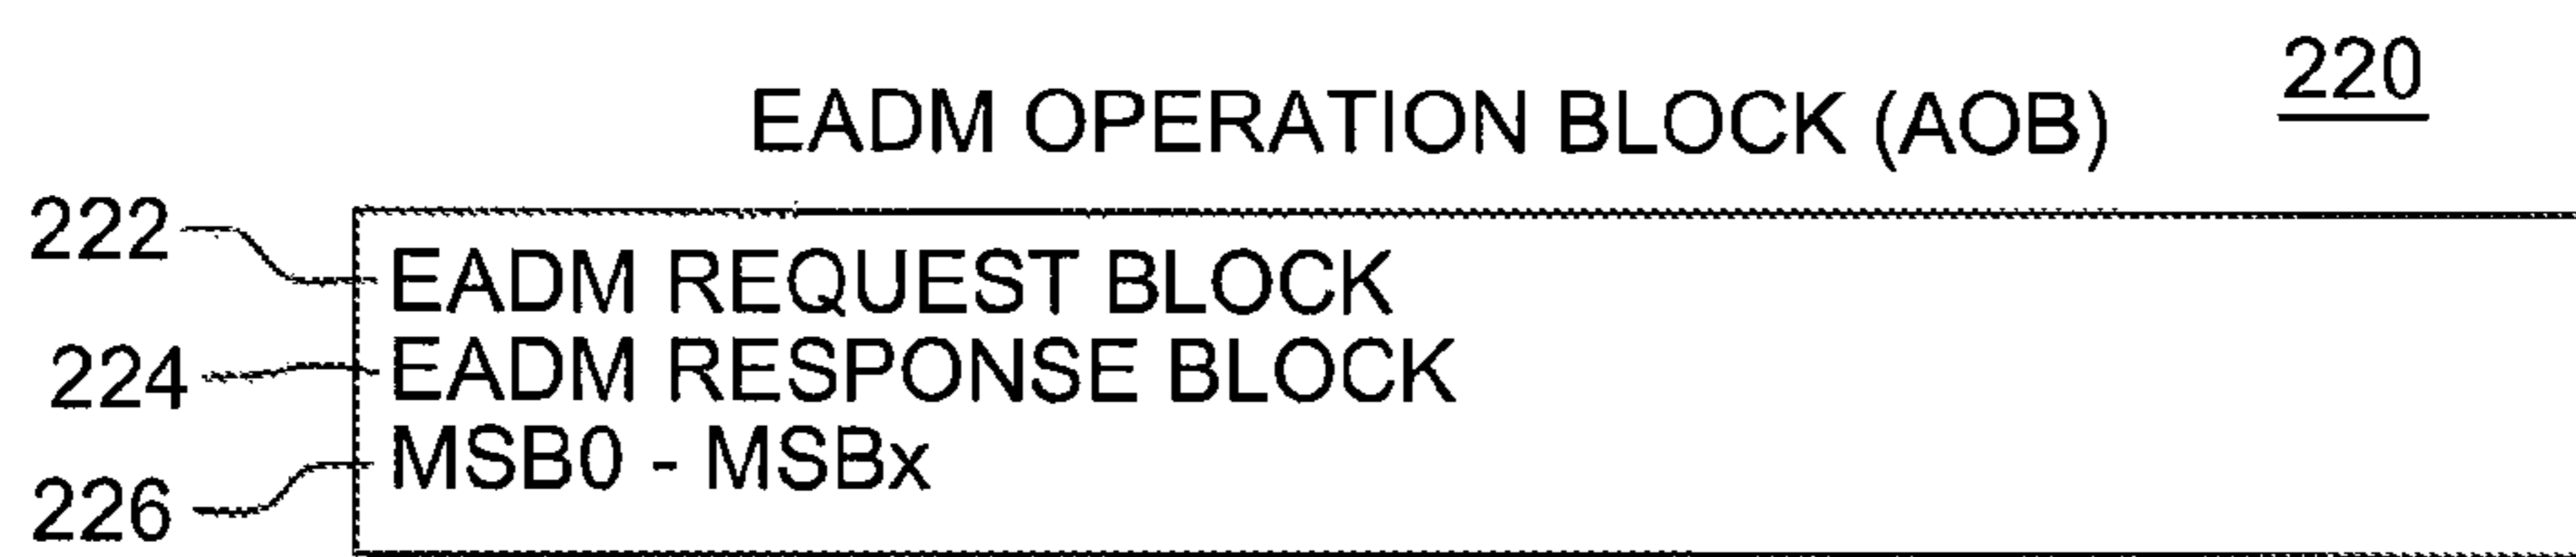 220
EADM OPERATION BLOCK (AOB)
222 EADM REQUEST BLOCK
224 EADM RESPONSE BLOCK
226 MSB0 - MSBx